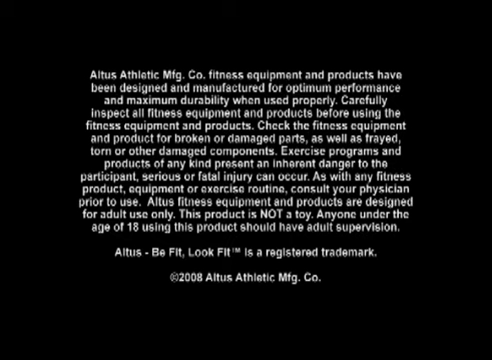 Altus Athletic Mfg. Co. fitness equipment and products have
been designed and manufactured for optimum performance
and maximum durability when used properly. Carefully
inspect all fitness equipment and products before using the
fitness equipment and products. Check the fitness equipment
and product for broken or damaged parts, as well as frayed,
torn or other damaged components. Exercise programs and
products of any kind present an inherent danger to the
participant, serious or fatal injury can occur. As with any fitness
product, equipment or exercise routine, consult your physician
prior to use. Altus fitness equipment and products are designed
for adult use only. This product is NOT a toy. Anyone under the
age of 18 using this product should have adult supervision.
Altus - Be Fit, Look Fit™ is a registered trademark.
©2008 Altus Athletic Mfg. Co.